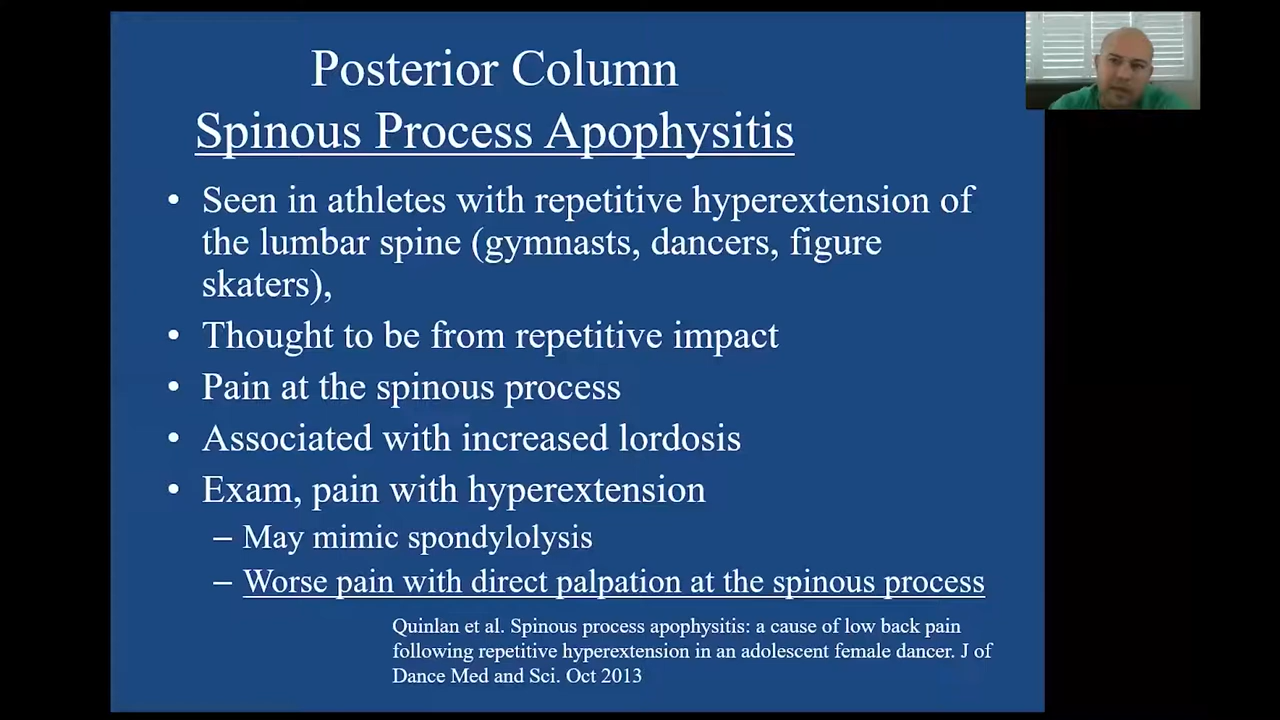 Posterior Column
Spinous Process Apophysitis
• Seen in athletes with repetitive hyperextension of
the lumbar spine (gymnasts, dancers, figure
skaters),
• Thought to be from repetitive impact
• Pain at the spinous process
• Associated with increased lordosis
• Exam, pain with hyperextension
– May mimic spondylolysis
– Worse pain with direct palpation at the spinous process
Quinlan et al. Spinous process apophysitis: a cause of low back pain
following repetitive hyperextension in an adolescent female dancer. J of
Dance Med and Sci. Oct 2013